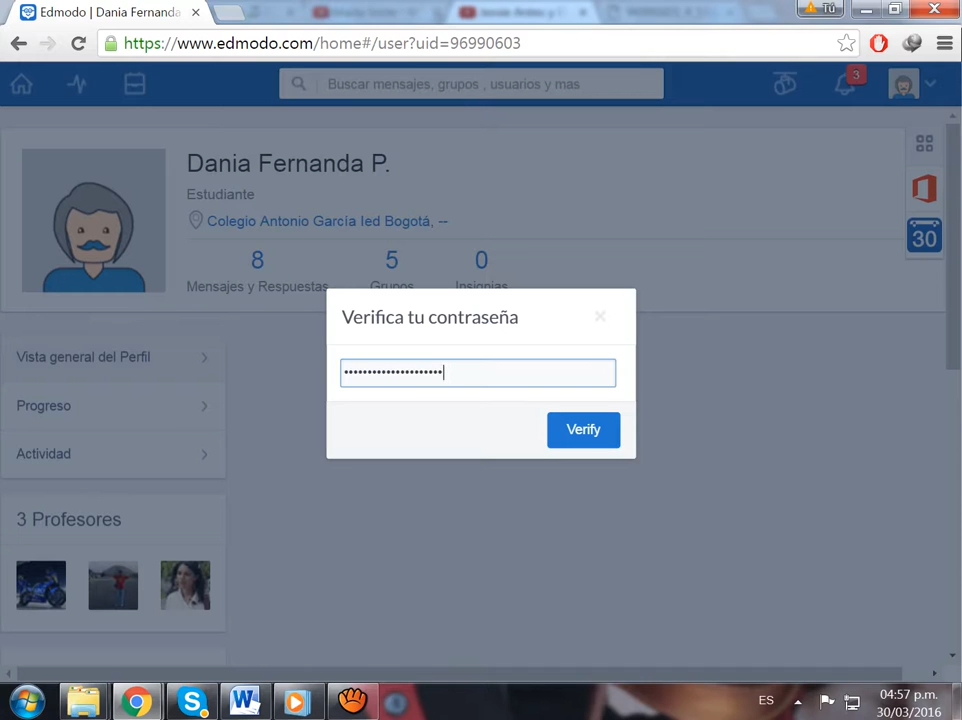 Edmodo | Dania Fernanda
Tú
https://www.edmodo.com/home#/user?uid=96990603
Buscar mensajes, grupos , usuarios y mas
3
Dania Fernanda P.
Estudiante
Colegio Antonio García Ied Bogotá, --
30
8 5 0
Mensajes y Respuestas Grupos Insignias
Verifica tu contraseña
•••••••••••••••••••••
Verify
Vista general del Perfil
Progreso
Actividad
3 Profesores
ES
04:57 p.m.
30/03/2016